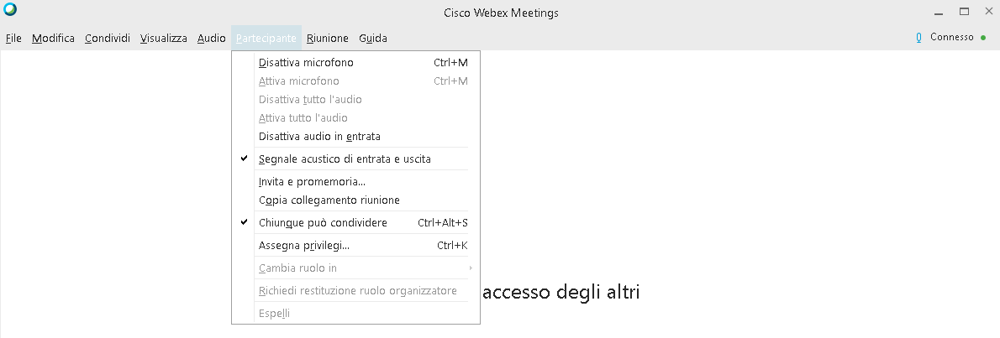 Cisco Webex Meetings
File Modifica Condividi Visualizza Audio Partecipante Riunione Guida Connesso
Disattiva microfono Ctrl+M
Attiva microfono Ctrl+M
Disattiva tutto l'audio
Attiva tutto l'audio
Disattiva audio in entrata
Segnale acustico di entrata e uscita
Invita e promemoria...
Copia collegamento riunione
Chiunque può condividere Ctrl+Alt+S
Assegna privilegi... Ctrl+K
Cambia ruolo in
Richiedi restituzione ruolo organizzatore
accesso degli altri
Espelli